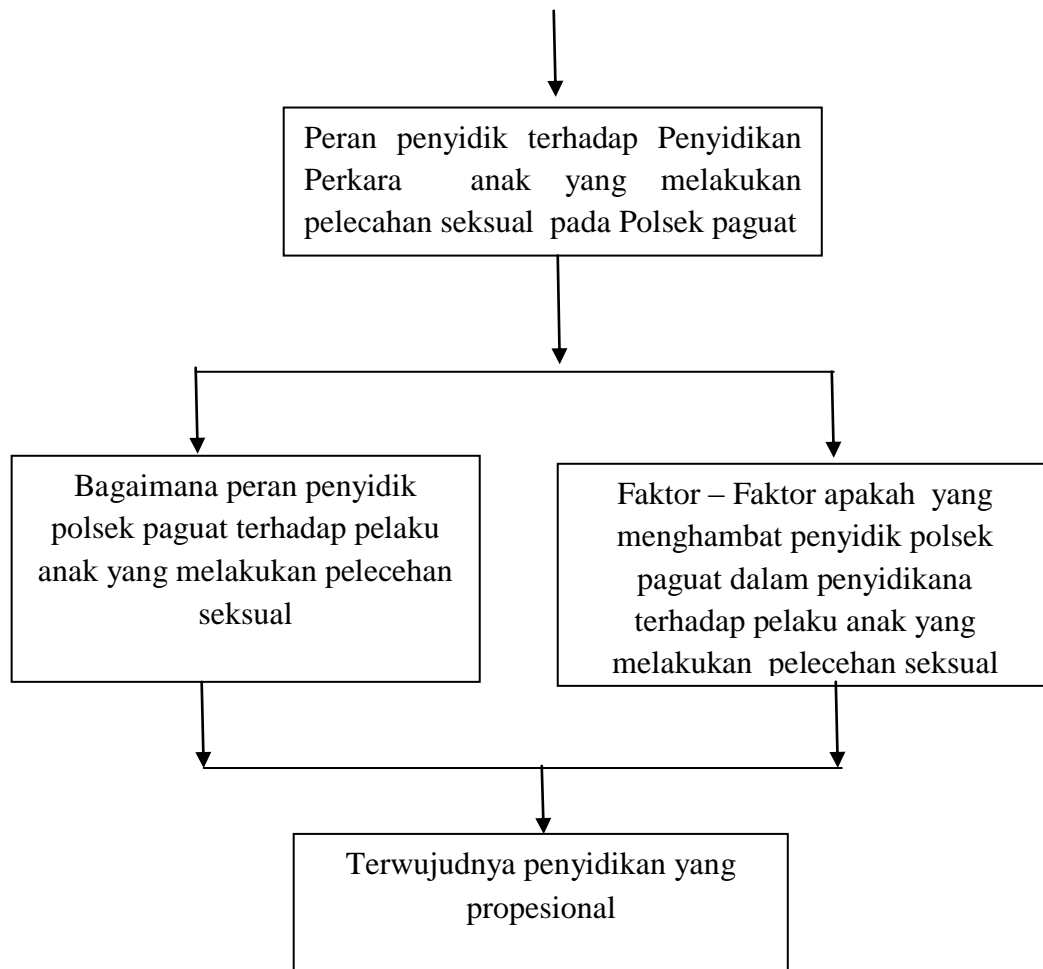 Peran penyidik terhadap Penyidikan
Perkara anak yang melakukan
pelecahan seksual pada Polsek paguat
Bagaimana peran penyidik
polsek paguat terhadap pelaku
anak yang melakukan pelecehan
seksual
Faktor – Faktor apakah yang
menghambat penyidik polsek
paguat dalam penyidikana
terhadap pelaku anak yang
melakukan pelecehan seksual
Terwujudnya penyidikan yang
propesional